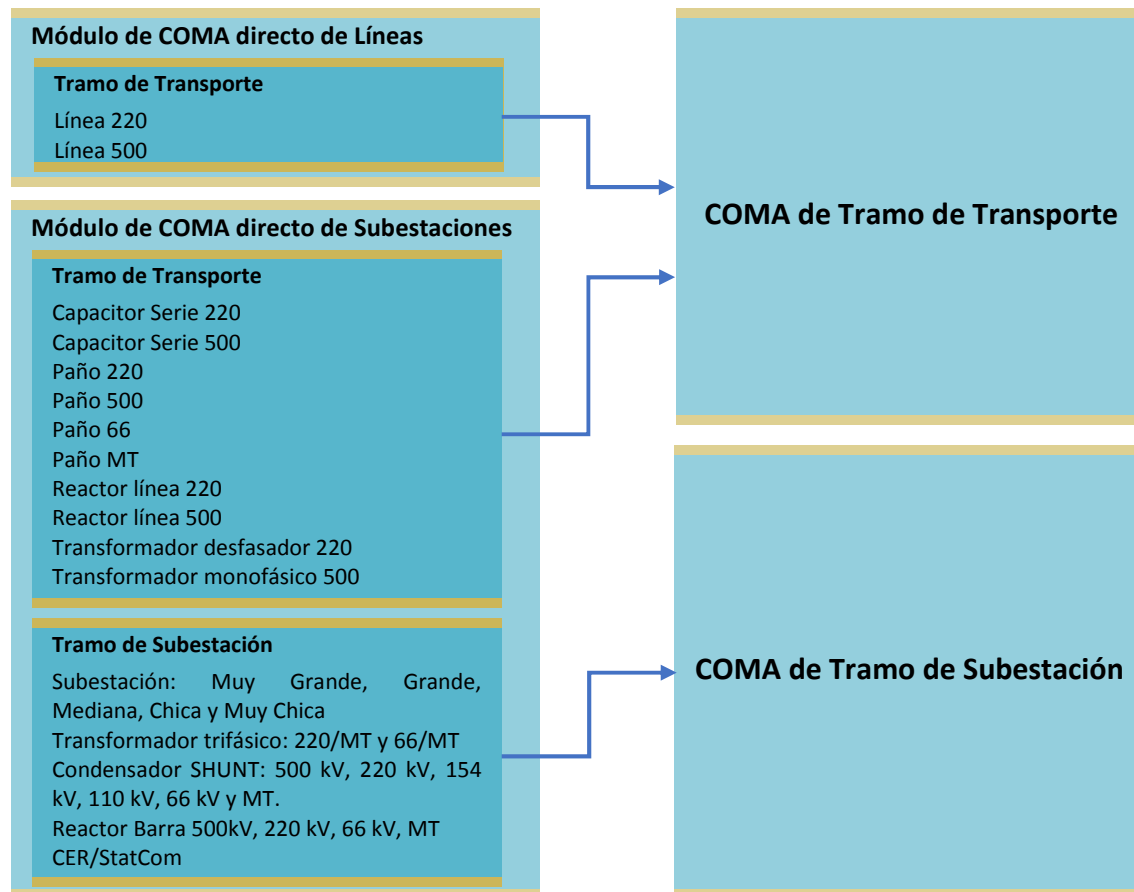 Módulo de COMA directo de Líneas
Tramo de Transporte
Línea 220
Línea 500
Módulo de COMA directo de Subestaciones
Tramo de Transporte
Capacitor Serie 220
Capacitor Serie 500
Paño 220
Paño 500
Paño 66
Paño MT
Reactor línea 220
Reactor línea 500
Transformador desfasador 220
Transformador monofásico 500
Tramo de Subestación
Subestación: Muy Grande, Grande,
Mediana, Chica y Muy Chica
Transformador trifásico: 220/MT y 66/MT
Condensador SHUNT: 500 kV, 220 kV, 154
kV, 110 kV, 66 kV y MT.
Reactor Barra 500kV, 220 kV, 66 kV, MT
CER/StatCom
COMA de Tramo de Transporte
COMA de Tramo de Subestación